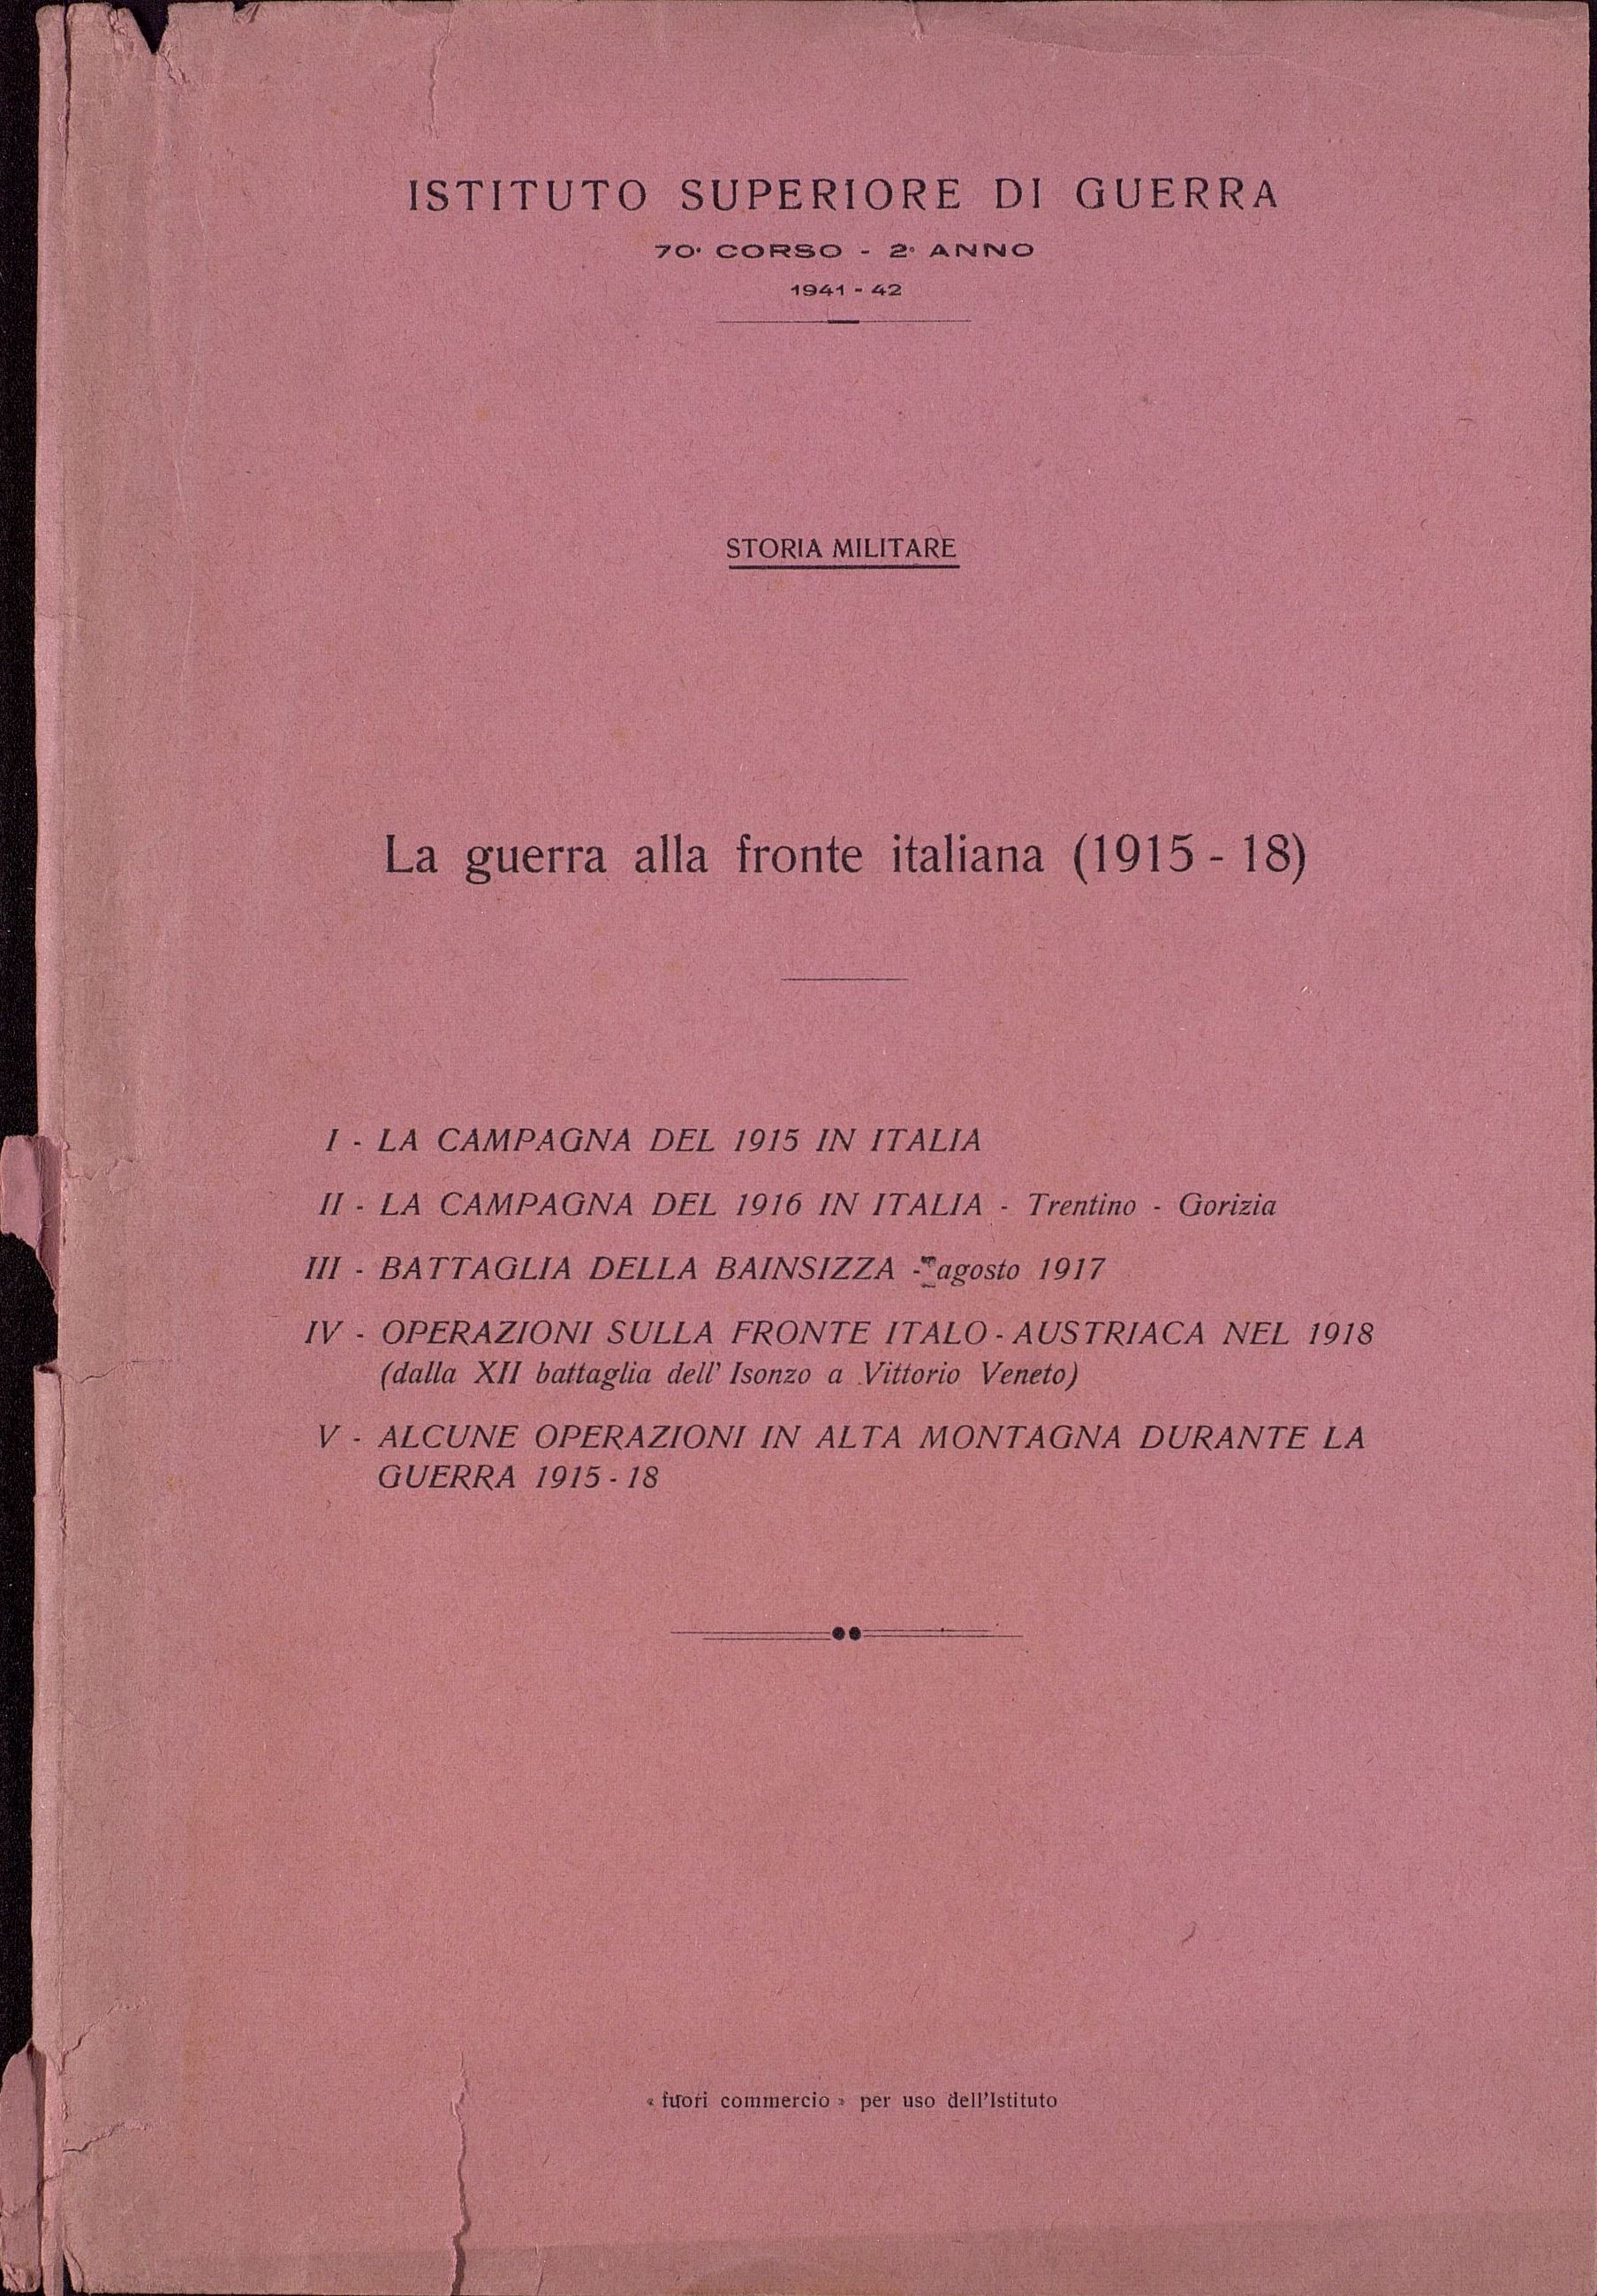 ISTITUTO SUPERIORE DI GUERRA
70° CORSO - 2° ANNO
1941 - 42
STORIA MILITARE
La guerra alla fronte italiana (1915 - 18)
I - LA CAMPAGNA DEL 1915 IN ITALIA
II - LA CAMPAGNA DEL 1916 IN ITALIA - Trentino - Gorizia
III - BATTAGLIA DELLA BAINSIZZA - agosto 1917
IV - OPERAZIONI SULLA FRONTE ITALO - AUSTRIACA NEL 1918
(dalla XII battaglia dell' Isonzo a Vittorio Veneto)
V - ALCUNE OPERAZIONI IN ALTA MONTAGNA DURANTE LA
GUERRA 1915 - 18
« fuori commercio » per uso dell'Istituto